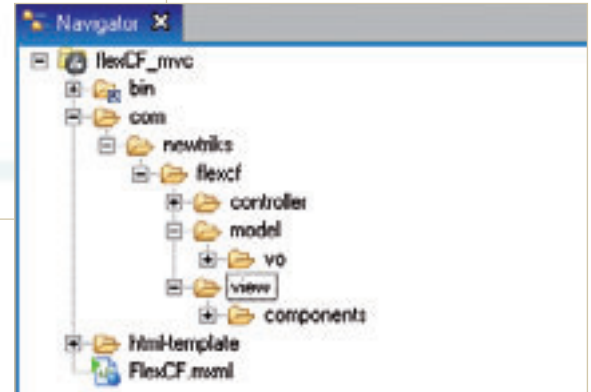 Navigator
flexCF_mvc
bin
com
newtriks
flexcf
controller
model
vo
view
components
html-template
FlexCF.mxml